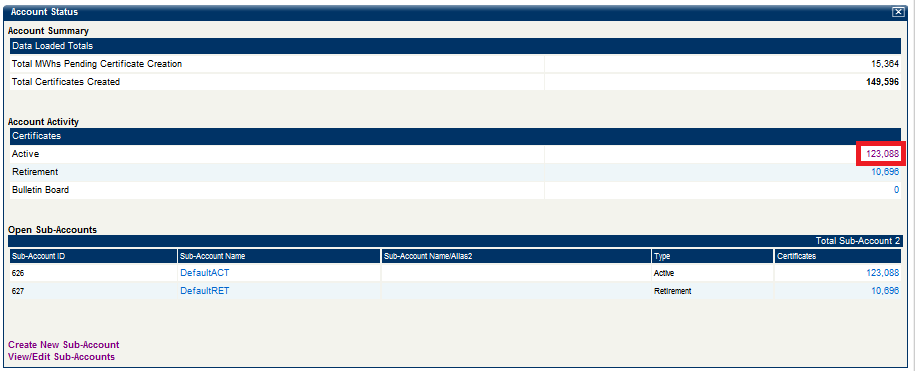 Account Status
Account Summary
Data Loaded Totals
Total MWhs Pending Certificate Creation 15,364
Total Certificates Created 149,596
Account Activity
Certificates
Active 123,088
Retirement 10,696
Bulletin Board 0
Open Sub-Accounts
Total Sub-Account 2
Sub-Account ID Sub-Account Name Sub-Account Name/Alias2 Type Certificates
626 DefaultACT Active 123,088
627 DefaultRET Retirement 10,696
Create New Sub-Account
View/Edit Sub-Accounts